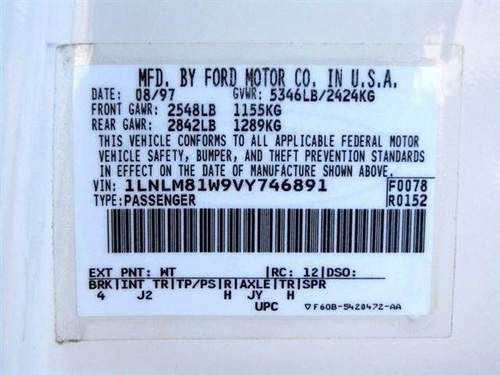 MFD. BY FORD MOTOR CO. IN U.S.A.
DATE: 08/97 GVWR: 5346LB/2424KG
FRONT GAWR: 2548LB 1155KG
REAR GAWR: 2842LB 1289KG
THIS VEHICLE CONFORMS TO ALL APPLICABLE FEDERAL MOTOR
VEHICLE SAFETY, BUMPER, AND THEFT PREVENTION STANDARDS
IN EFFECT ON THE DATE OF MANUFACTURE SHOWN ABOVE.
VIN: 1LNLM81W9VY746891 F0078
TYPE: PASSENGER R0152
EXT PNT: WT RC: 12 DSO:
BRK INT TR TP/PS R AXLE TR SPR
4 J2 H JY H
UPC ▽F60B-5420472-AA